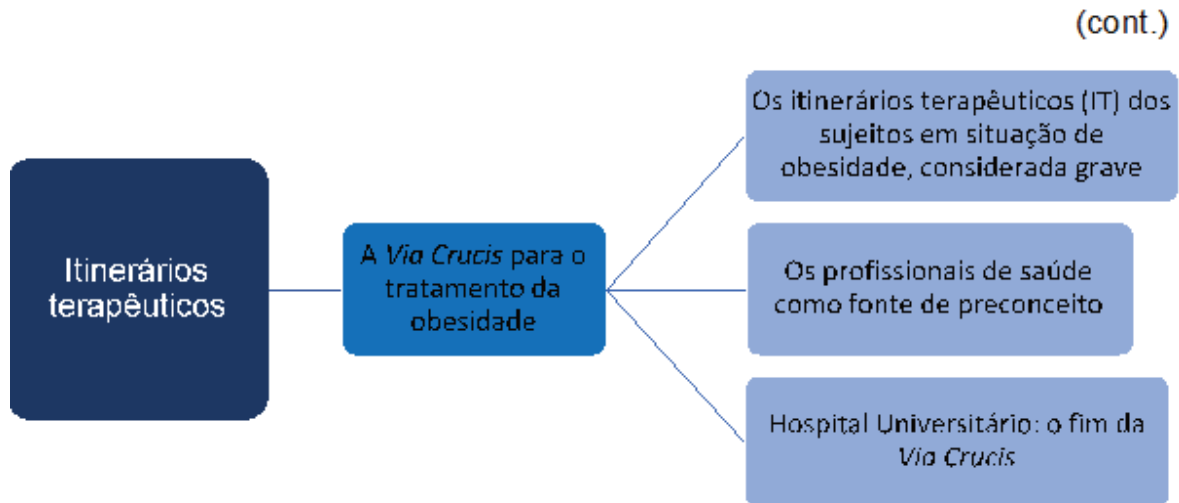 (cont.)
Itinerários
terapêuticos
A Via Crucis para o
tratamento da
obesidade
Os itinerários terapêuticos (IT) dos
sujeitos em situação de
obesidade, considerada grave
Os profissionais de saúde
como fonte de preconceito
Hospital Universitário: o fim da
Via Crucis